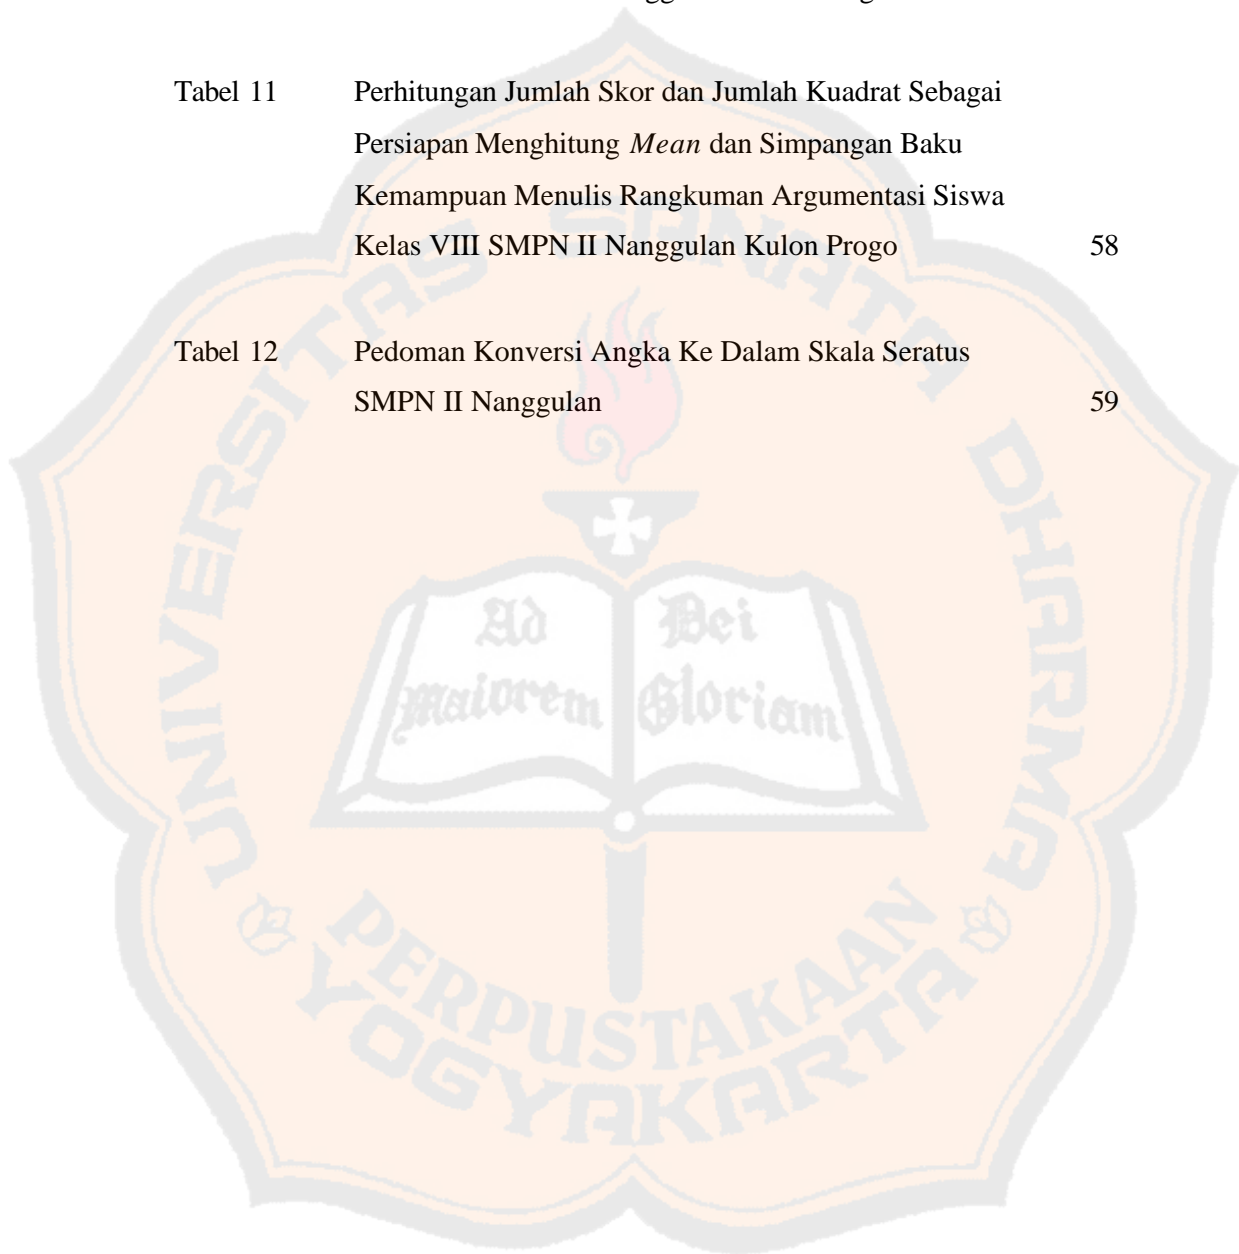 Tabel 11 Perhitungan Jumlah Skor dan Jumlah Kuadrat Sebagai
Persiapan Menghitung Mean dan Simpangan Baku
Kemampuan Menulis Rangkuman Argumentasi Siswa
Kelas VIII SMPN II Nanggulan Kulon Progo 58
Tabel 12 Pedoman Konversi Angka Ke Dalam Skala Seratus
SMPN II Nanggulan 59
UNIVERSITAS SANATA DHARMA
Ad Dei
maiorem Gloriam
PERPUSTAKAAN
YOGYAKARTA